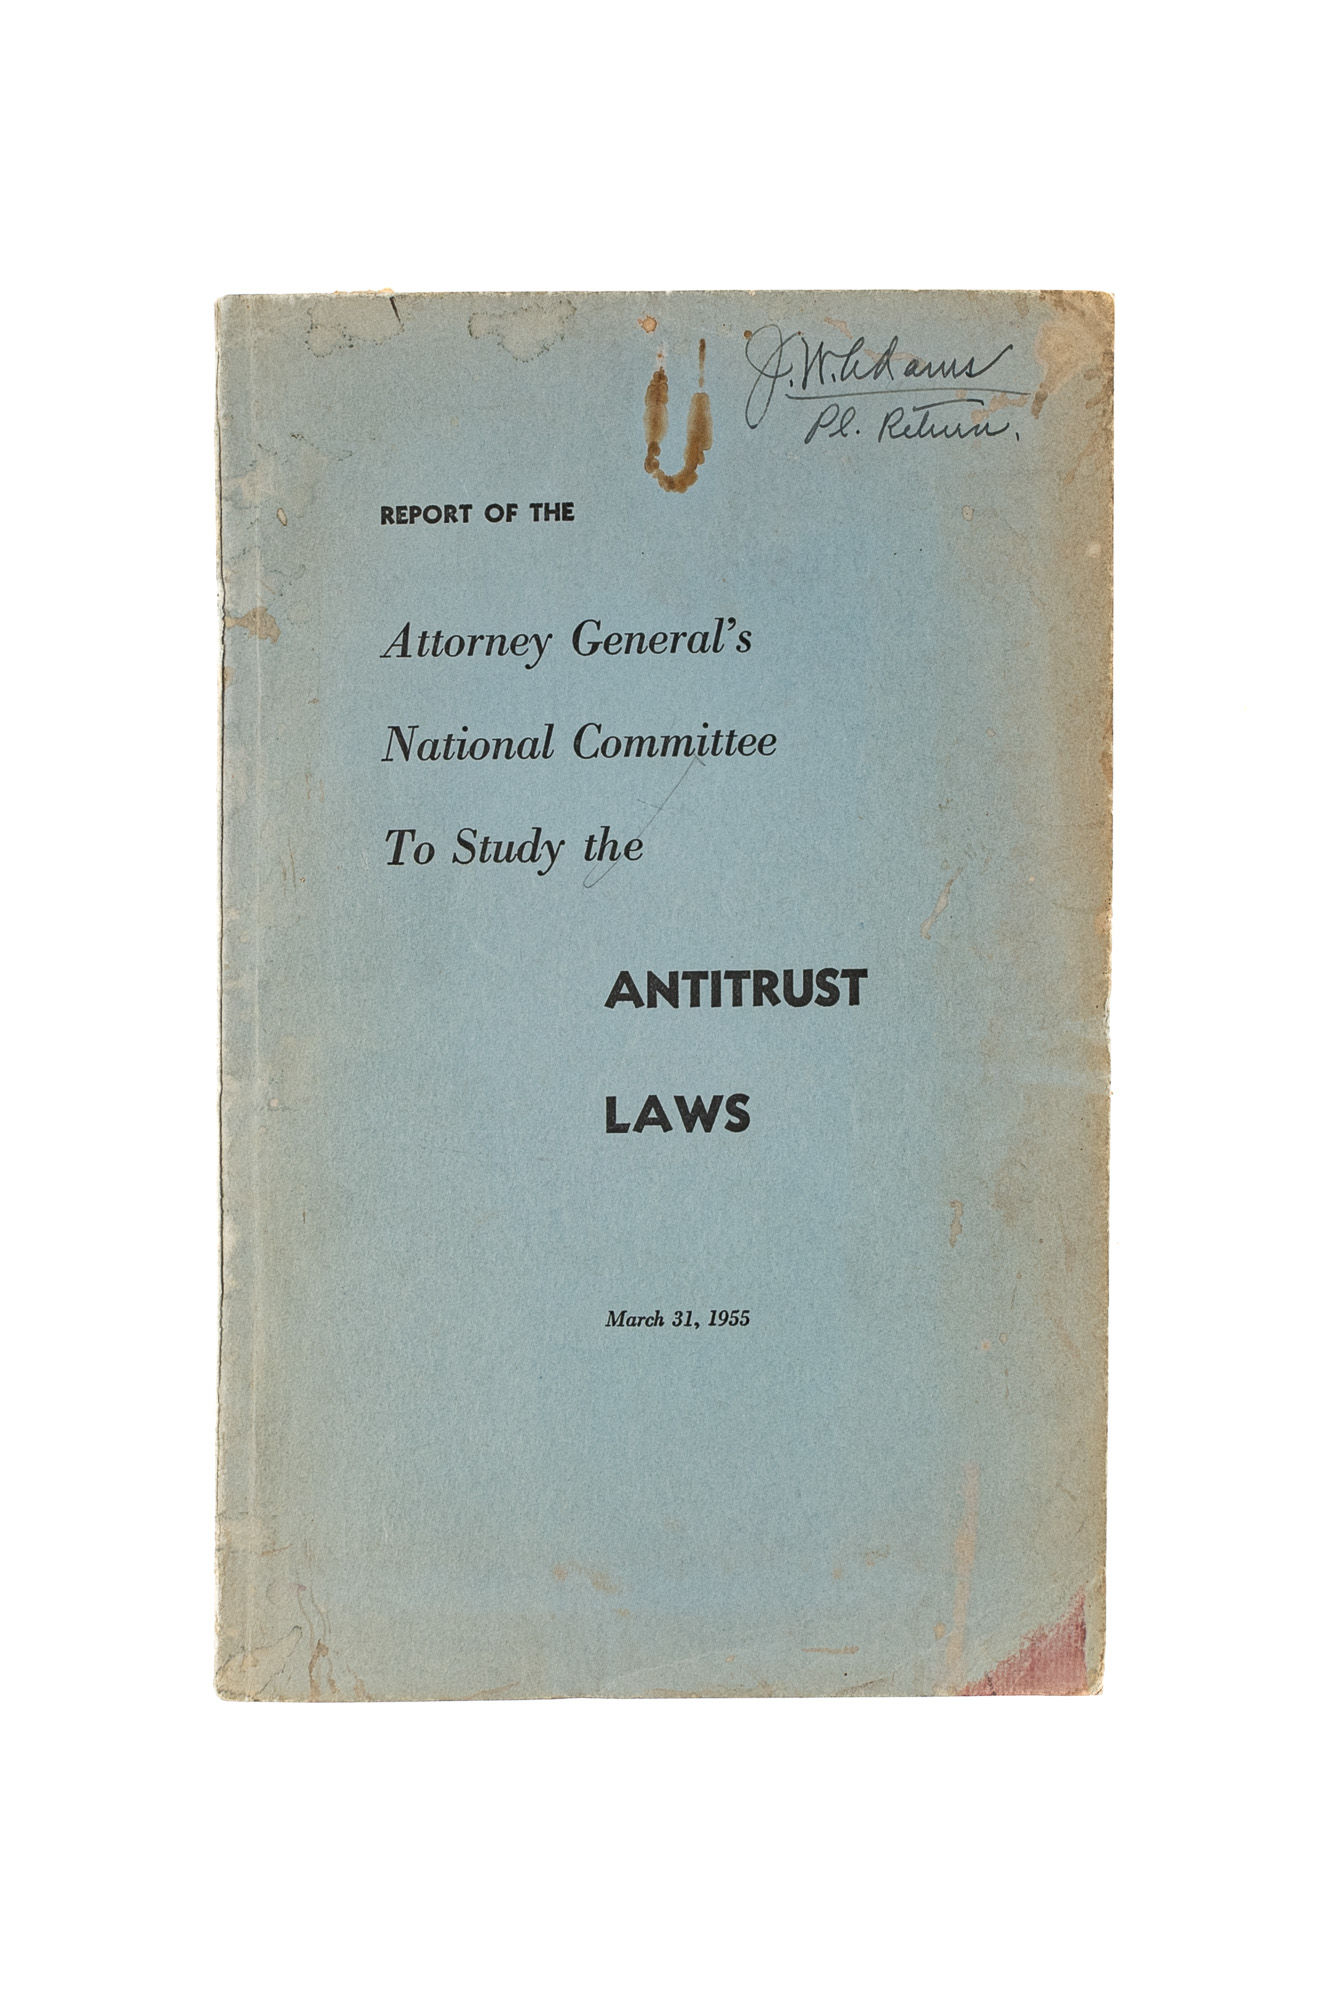 J. W. Adams
Pl. Return.
REPORT OF THE
Attorney General's
National Committee
To Study the
ANTITRUST
LAWS
March 31, 1955